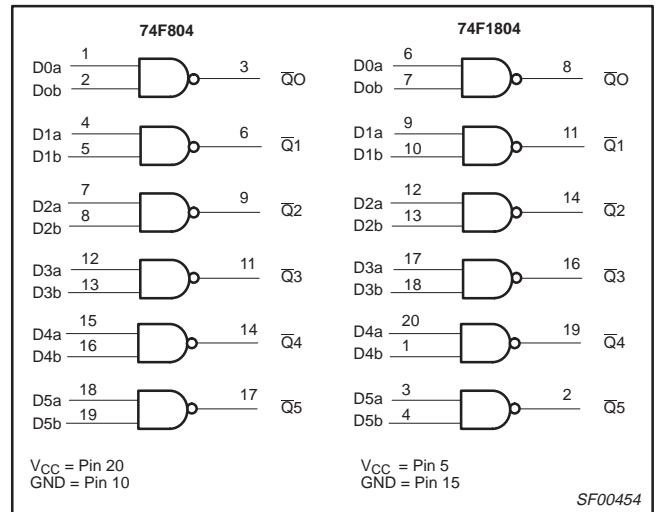 74F804
1
D0a
2
Dob
3
Q̅O
4
D1a
5
D1b
6
Q̅1
7
D2a
8
D2b
9
Q̅2
12
D3a
13
D3b
11
Q̅3
15
D4a
16
D4b
14
Q̅4
18
D5a
19
D5b
17
Q̅5
VCC = Pin 20
GND = Pin 10
74F1804
6
D0a
7
Dob
8
Q̅O
9
D1a
10
D1b
11
Q̅1
12
D2a
13
D2b
14
Q̅2
17
D3a
18
D3b
16
Q̅3
20
D4a
1
D4b
19
Q̅4
3
D5a
4
D5b
2
Q̅5
VCC = Pin 5
GND = Pin 15
SF00454